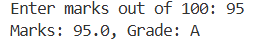 Enter marks out of 100: 95
Marks: 95.0, Grade: A